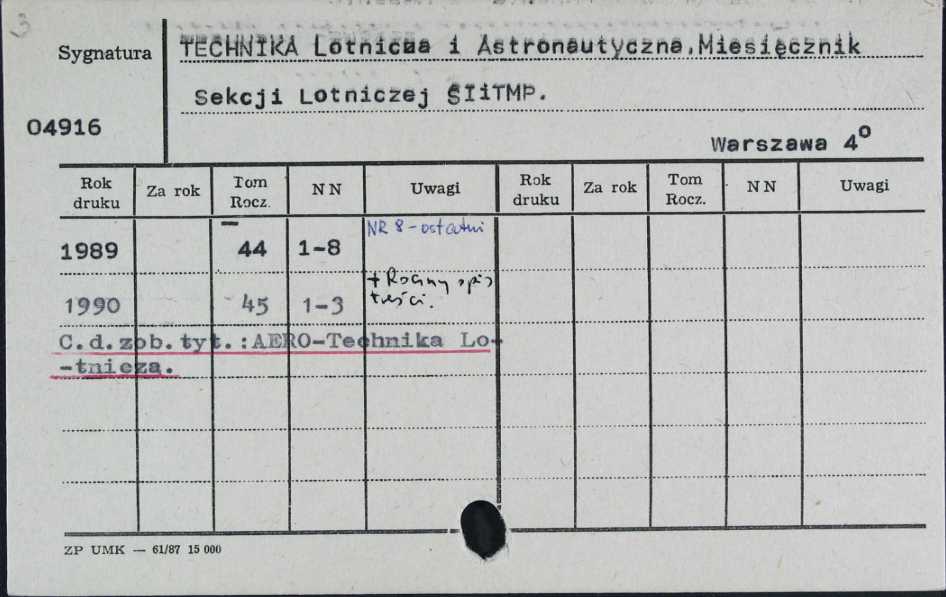 3
Sygnatura
TECHNIKA Lotnicza i Astronautyczna.Miesięcznik
Sekcji Lotniczej SIiTMP.
04916
Warszawa 4⁰
Rok druku Za rok Tom Rocz. NN Uwagi Rok druku Za rok Tom Rocz. NN Uwagi
1989 44 1-8 NR 8 - ostatni
1990 45 1-3 + Roczny spis
treści.
C.d.zob.tyt.:AERO-Technika Lo-
-tnicza.
ZP UMK — 61/87 15 000